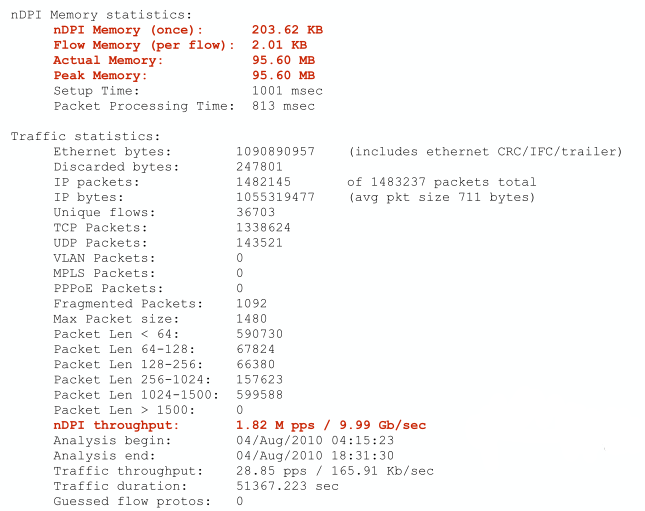 nDPI Memory statistics:
nDPI Memory (once): 203.62 KB
Flow Memory (per flow): 2.01 KB
Actual Memory: 95.60 MB
Peak Memory: 95.60 MB
Setup Time: 1001 msec
Packet Processing Time: 813 msec
Traffic statistics:
Ethernet bytes: 1090890957 (includes ethernet CRC/IFC/trailer)
Discarded bytes: 247801
IP packets: 1482145 of 1483237 packets total
IP bytes: 1055319477 (avg pkt size 711 bytes)
Unique flows: 36703
TCP Packets: 1338624
UDP Packets: 143521
VLAN Packets: 0
MPLS Packets: 0
PPPoE Packets: 0
Fragmented Packets: 1092
Max Packet size: 1480
Packet Len < 64: 590730
Packet Len 64-128: 67824
Packet Len 128-256: 66380
Packet Len 256-1024: 157623
Packet Len 1024-1500: 599588
Packet Len > 1500: 0
nDPI throughput: 1.82 M pps / 9.99 Gb/sec
Analysis begin: 04/Aug/2010 04:15:23
Analysis end: 04/Aug/2010 18:31:30
Traffic throughput: 28.85 pps / 165.91 Kb/sec
Traffic duration: 51367.223 sec
Guessed flow protos: 0